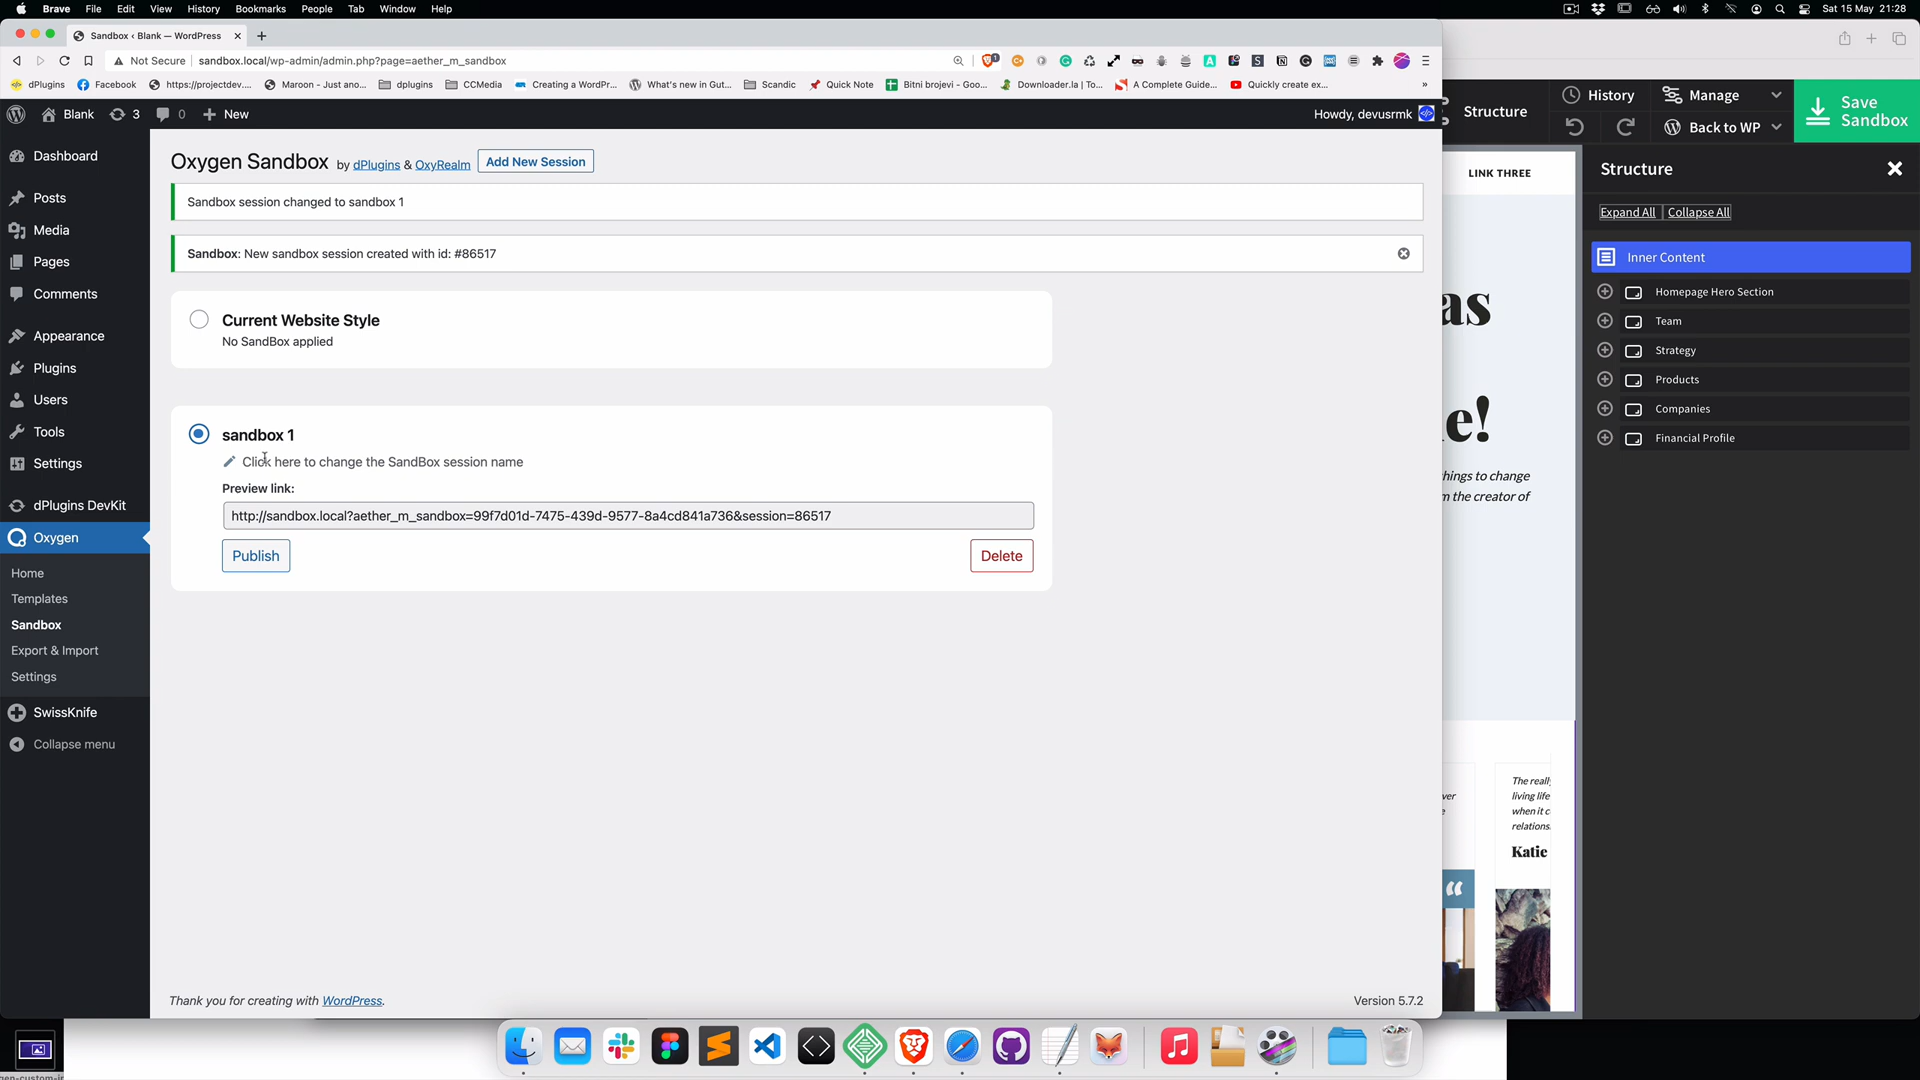 Brave File Edit View History Bookmarks People Tab Window Help
Sat 15 May 21:28
Sandbox ‹ Blank — WordPress
Not Secure sandbox.local/wp-admin/admin.php?page=aether_m_sandbox
dPlugins Facebook https://projectdev.... Maroon - Just ano... dplugins CCMedia Creating a WordPr... What's new in Gut... Scandic Quick Note Bitni brojevi - Goo... Downloader.la | To... A Complete Guide... Quickly create ex... »
Blank 3 0 New
Howdy, devusrmk
Dashboard
Posts
Media
Pages
Comments
Appearance
Plugins
Users
Tools
Settings
dPlugins DevKit
Oxygen
Home
Templates
Sandbox
Export & Import
Settings
SwissKnife
Collapse menu
Oxygen Sandbox by dPlugins & OxyRealm Add New Session
Sandbox session changed to sandbox 1
Sandbox: New sandbox session created with id: #86517
Current Website Style
No SandBox applied
sandbox 1
Click here to change the SandBox session name
Preview link:
http://sandbox.local?aether_m_sandbox=99f7d01d-7475-439d-9577-8a4cd841a736&session=86517
Publish
Delete
Thank you for creating with WordPress.
Version 5.7.2
Structure
History
Manage
Back to WP
Save
Sandbox
LINK THREE
as
e!
hings to change
m the creator of
ver
e
The really
living life
when it c
relations
Katie
“
Structure
Expand All Collapse All
Inner Content
Homepage Hero Section
Team
Strategy
Products
Companies
Financial Profile